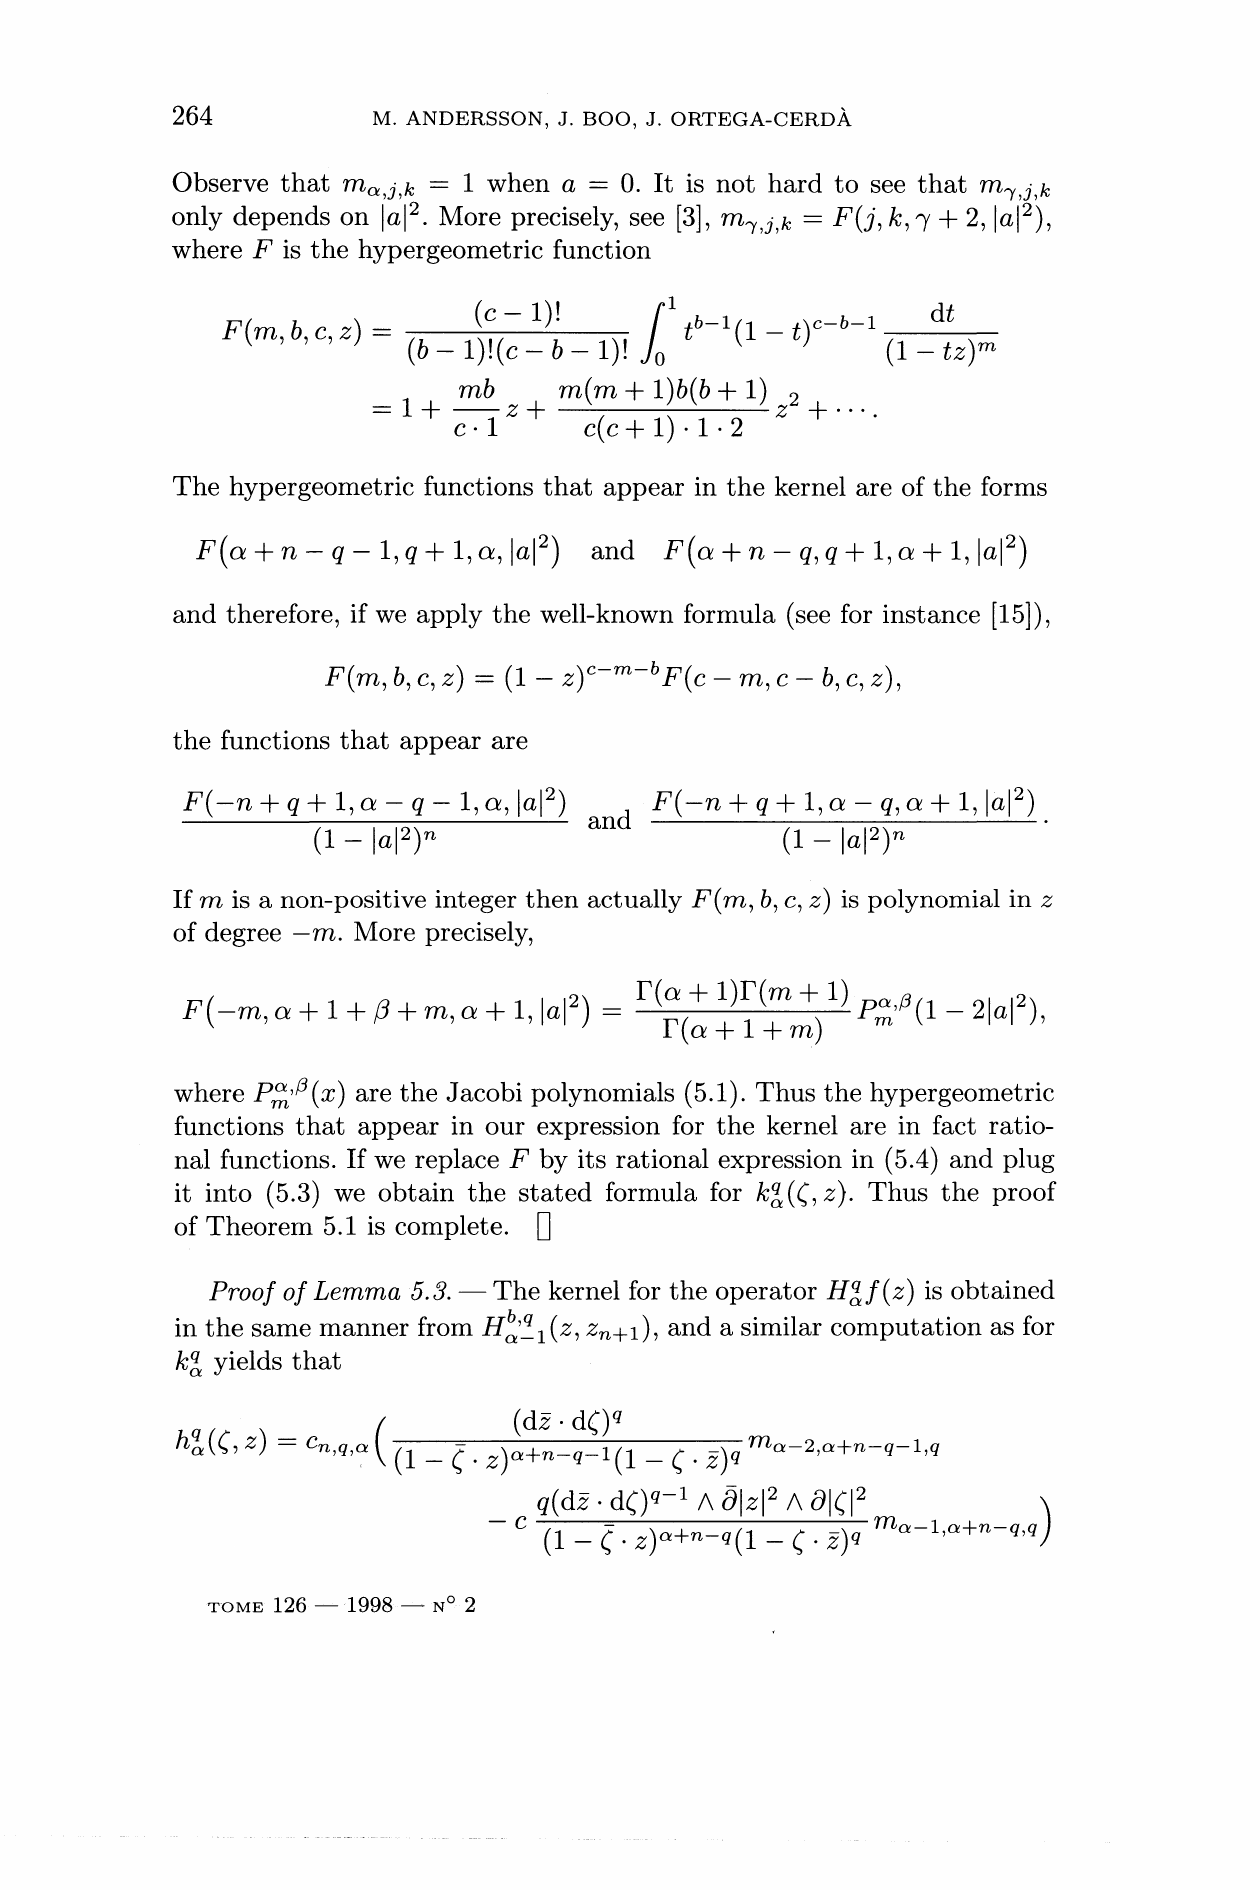 264 M. ANDERSSON, J. BOO, J. ORTEGA-CERDÀ
Observe that $m_{\alpha,j,k} = 1$ when $a = 0$. It is not hard to see that $m_{\gamma,j,k}$
only depends on $|a|^2$. More precisely, see [3], $m_{\gamma,j,k} = F(j, k, \gamma + 2, |a|^2)$,
where $F$ is the hypergeometric function
$F(m, b, c, z) = \frac{(c-1)!}{(b-1)!(c-b-1)!} \int_0^1 t^{b-1}(1-t)^{c-b-1} \frac{\mathrm{d}t}{(1-tz)^m}$
$= 1 + \frac{mb}{c \cdot 1} z + \frac{m(m+1)b(b+1)}{c(c+1) \cdot 1 \cdot 2} z^2 + \cdots.$
The hypergeometric functions that appear in the kernel are of the forms
$F(\alpha + n - q - 1, q + 1, \alpha, |a|^2)$ and $F(\alpha + n - q, q + 1, \alpha + 1, |a|^2)$
and therefore, if we apply the well-known formula (see for instance [15]),
$F(m, b, c, z) = (1 - z)^{c-m-b} F(c - m, c - b, c, z),$
the functions that appear are
$\frac{F(-n + q + 1, \alpha - q - 1, \alpha, |a|^2)}{(1 - |a|^2)^n}$ and $\frac{F(-n + q + 1, \alpha - q, \alpha + 1, |a|^2)}{(1 - |a|^2)^n}.$
If $m$ is a non-positive integer then actually $F(m, b, c, z)$ is polynomial in $z$
of degree $-m$. More precisely,
$F(-m, \alpha + 1 + \beta + m, \alpha + 1, |a|^2) = \frac{\Gamma(\alpha + 1)\Gamma(m + 1)}{\Gamma(\alpha + 1 + m)} P_m^{\alpha,\beta}(1 - 2|a|^2),$
where $P_m^{\alpha,\beta}(x)$ are the Jacobi polynomials (5.1). Thus the hypergeometric
functions that appear in our expression for the kernel are in fact ratio-
nal functions. If we replace $F$ by its rational expression in (5.4) and plug
it into (5.3) we obtain the stated formula for $k_\alpha^q(\zeta, z)$. Thus the proof
of Theorem 5.1 is complete. □
Proof of Lemma 5.3. — The kernel for the operator $H_\alpha^q f(z)$ is obtained
in the same manner from $H_{\alpha-1}^{b,q}(z, z_{n+1})$, and a similar computation as for
$k_\alpha^q$ yields that
$h_\alpha^q(\zeta, z) = c_{n,q,\alpha} \Big( \frac{(\mathrm{d}\bar{z} \cdot \mathrm{d}\zeta)^q}{(1 - \bar{\zeta} \cdot z)^{\alpha+n-q-1}(1 - \zeta \cdot \bar{z})^q} m_{\alpha-2,\alpha+n-q-1,q}$
$- c \frac{q(\mathrm{d}\bar{z} \cdot \mathrm{d}\zeta)^{q-1} \wedge \bar{\partial}|z|^2 \wedge \partial|\zeta|^2}{(1 - \bar{\zeta} \cdot z)^{\alpha+n-q}(1 - \zeta \cdot \bar{z})^q} m_{\alpha-1,\alpha+n-q,q} \Big)$
TOME 126 — 1998 — N° 2